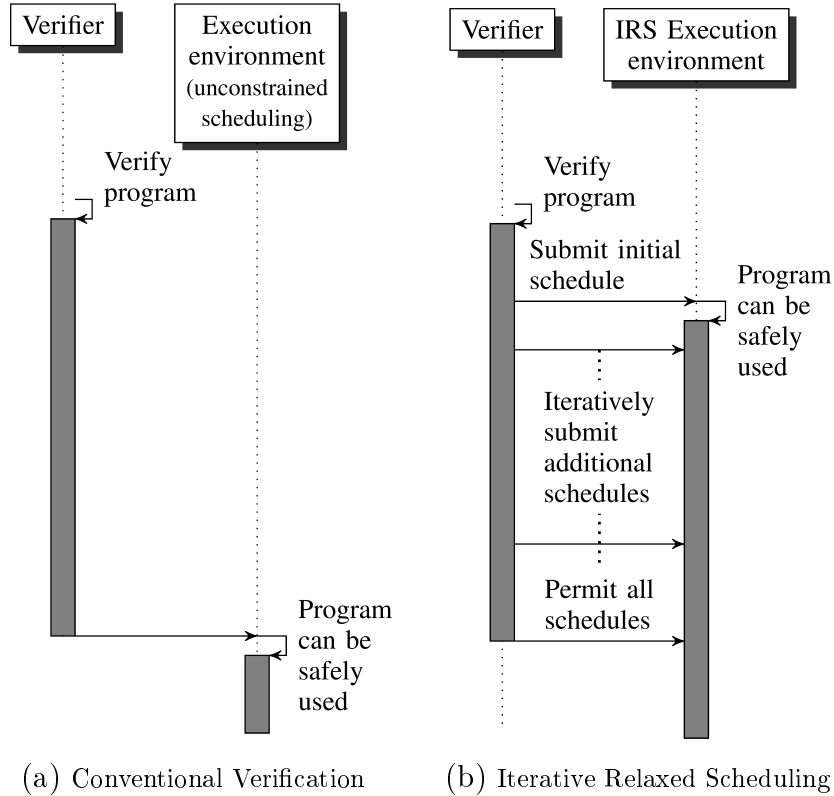 Verifier
Execution
environment
(unconstrained
scheduling)
Verify
program
Program
can be
safely
used
(a) Conventional Verification
Verifier
IRS Execution
environment
Verify
program
Submit initial
schedule
Program
can be
safely
used
Iteratively
submit
additional
schedules
Permit all
schedules
(b) Iterative Relaxed Scheduling